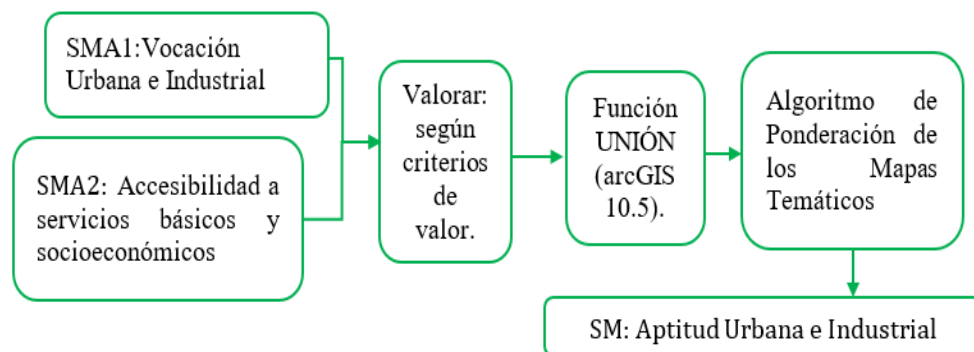 SMA1:Vocación
Urbana e Industrial
SMA2: Accesibilidad a
servicios básicos y
socioeconómicos
Valorar:
según
criterios
de
valor.
Función
UNIÓN
(arcGIS
10.5).
Algoritmo de
Ponderación de
los Mapas
Temáticos
SM: Aptitud Urbana e Industrial